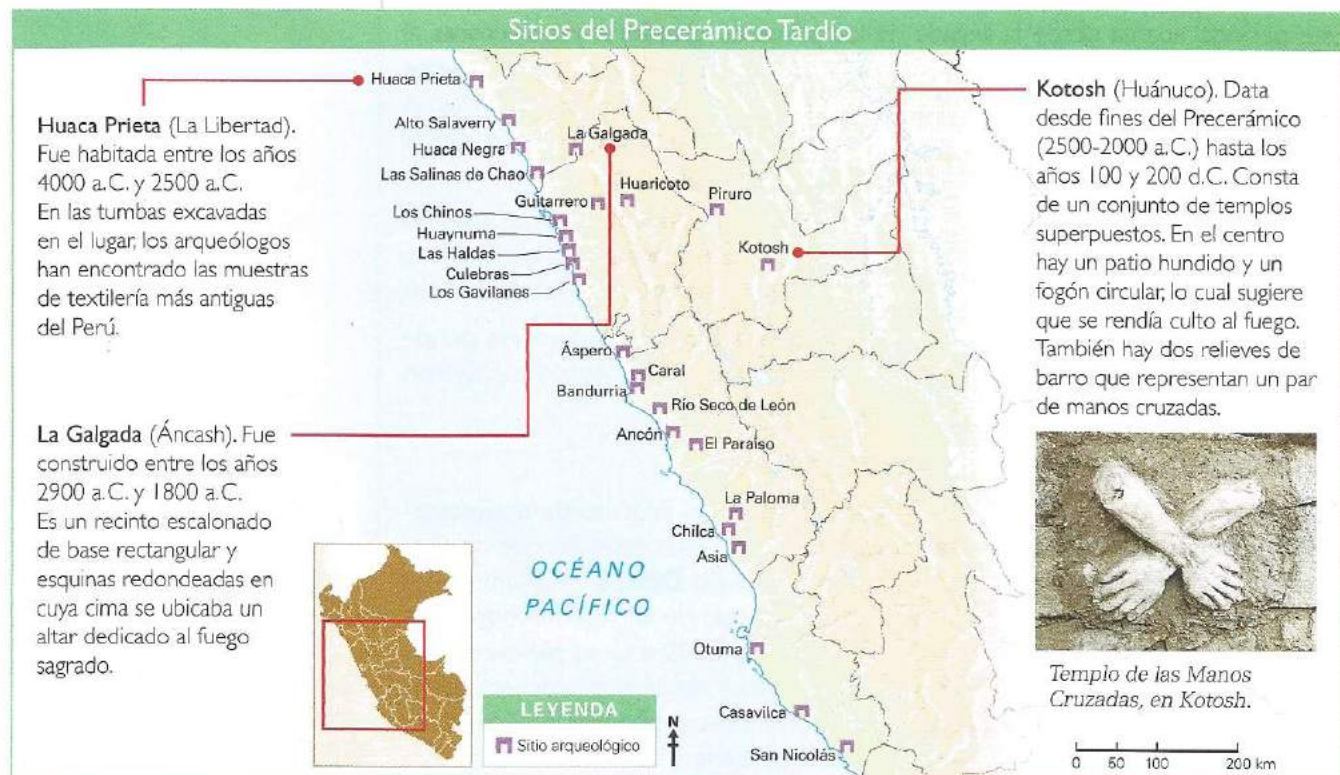 Sitios del Precerámico Tardío
Huaca Prieta (La Libertad).
Fue habitada entre los años
4000 a.C. y 2500 a.C.
En las tumbas excavadas
en el lugar, los arqueólogos
han encontrado las muestras
de textilería más antiguas
del Perú.
La Galgada (Áncash). Fue
construido entre los años
2900 a.C. y 1800 a.C.
Es un recinto escalonado
de base rectangular y
esquinas redondeadas en
cuya cima se ubicaba un
altar dedicado al fuego
sagrado.
Huaca Prieta
Alto Salaverry
La Galgada
Huaca Negra
Las Salinas de Chao
Huaricoto
Piruro
Guitarrero
Los Chinos
Huaynuma
Las Haldas
Kotosh
Culebras
Los Gavilanes
Áspero
Caral
Bandurria
Río Seco de León
Ancón
El Paraíso
La Paloma
Chilca
Asia
OCÉANO
PACÍFICO
Otuma
Casavilca
San Nicolás
LEYENDA
Sitio arqueológico
N
Kotosh (Huánuco). Data
desde fines del Precerámico
(2500-2000 a.C.) hasta los
años 100 y 200 d.C. Consta
de un conjunto de templos
superpuestos. En el centro
hay un patio hundido y un
fogón circular, lo cual sugiere
que se rendía culto al fuego.
También hay dos relieves de
barro que representan un par
de manos cruzadas.
Templo de las Manos
Cruzadas, en Kotosh.
0 50 100 200 km